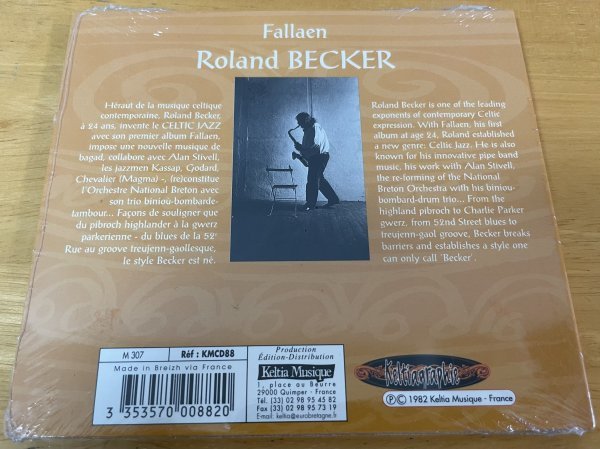 Fallaen
Roland BECKER
Héraut de la musique celtique
contemporaine, Roland Becker,
à 24 ans, invente le CELTIC JAZZ
avec son premier album Fallaen,
impose une nouvelle musique de
bagad, collabore avec Alan Stivell,
les jazzmen Kassap, Godard,
Chevalier (Magma) -, (re)constitue
l'Orchestre National Breton avec
son trio biniou-bombarde-
tambour... Façons de souligner que
du pibroch highlander à la gwerz
parkerienne - du blues de la 52e
Rue au groove treujenn-gaollesque,
le style Becker est né.
Roland Becker is one of the leading
exponents of contemporary Celtic
expression. With Fallaen, his first
album at age 24, Roland established
a new genre: Celtic Jazz. He is also
known for his innovative pipe band
music, his work with Alan Stivell,
the re-forming of the National
Breton Orchestra with his biniou-
bombard-drum trio... From the
highland pibroch to Charlie Parker
gwerz, from 52nd Street blues to
treujenn-gaol groove, Becker breaks
barriers and establishes a style one
can only call 'Becker'.
M 307
Réf : KMCD88
Made in Breizh via France
3 353570 008820
Production
Édition-Distribution
Keltia Musique
1, place au Beurre
29000 Quimper - France
Tél (33) 02 98 95 45 82
Fax (33) 02 98 95 73 19
E-mail. keltia@eurobretagne.fr
Keltiagraphie
Ⓟ© 1982 Keltia Musique - France